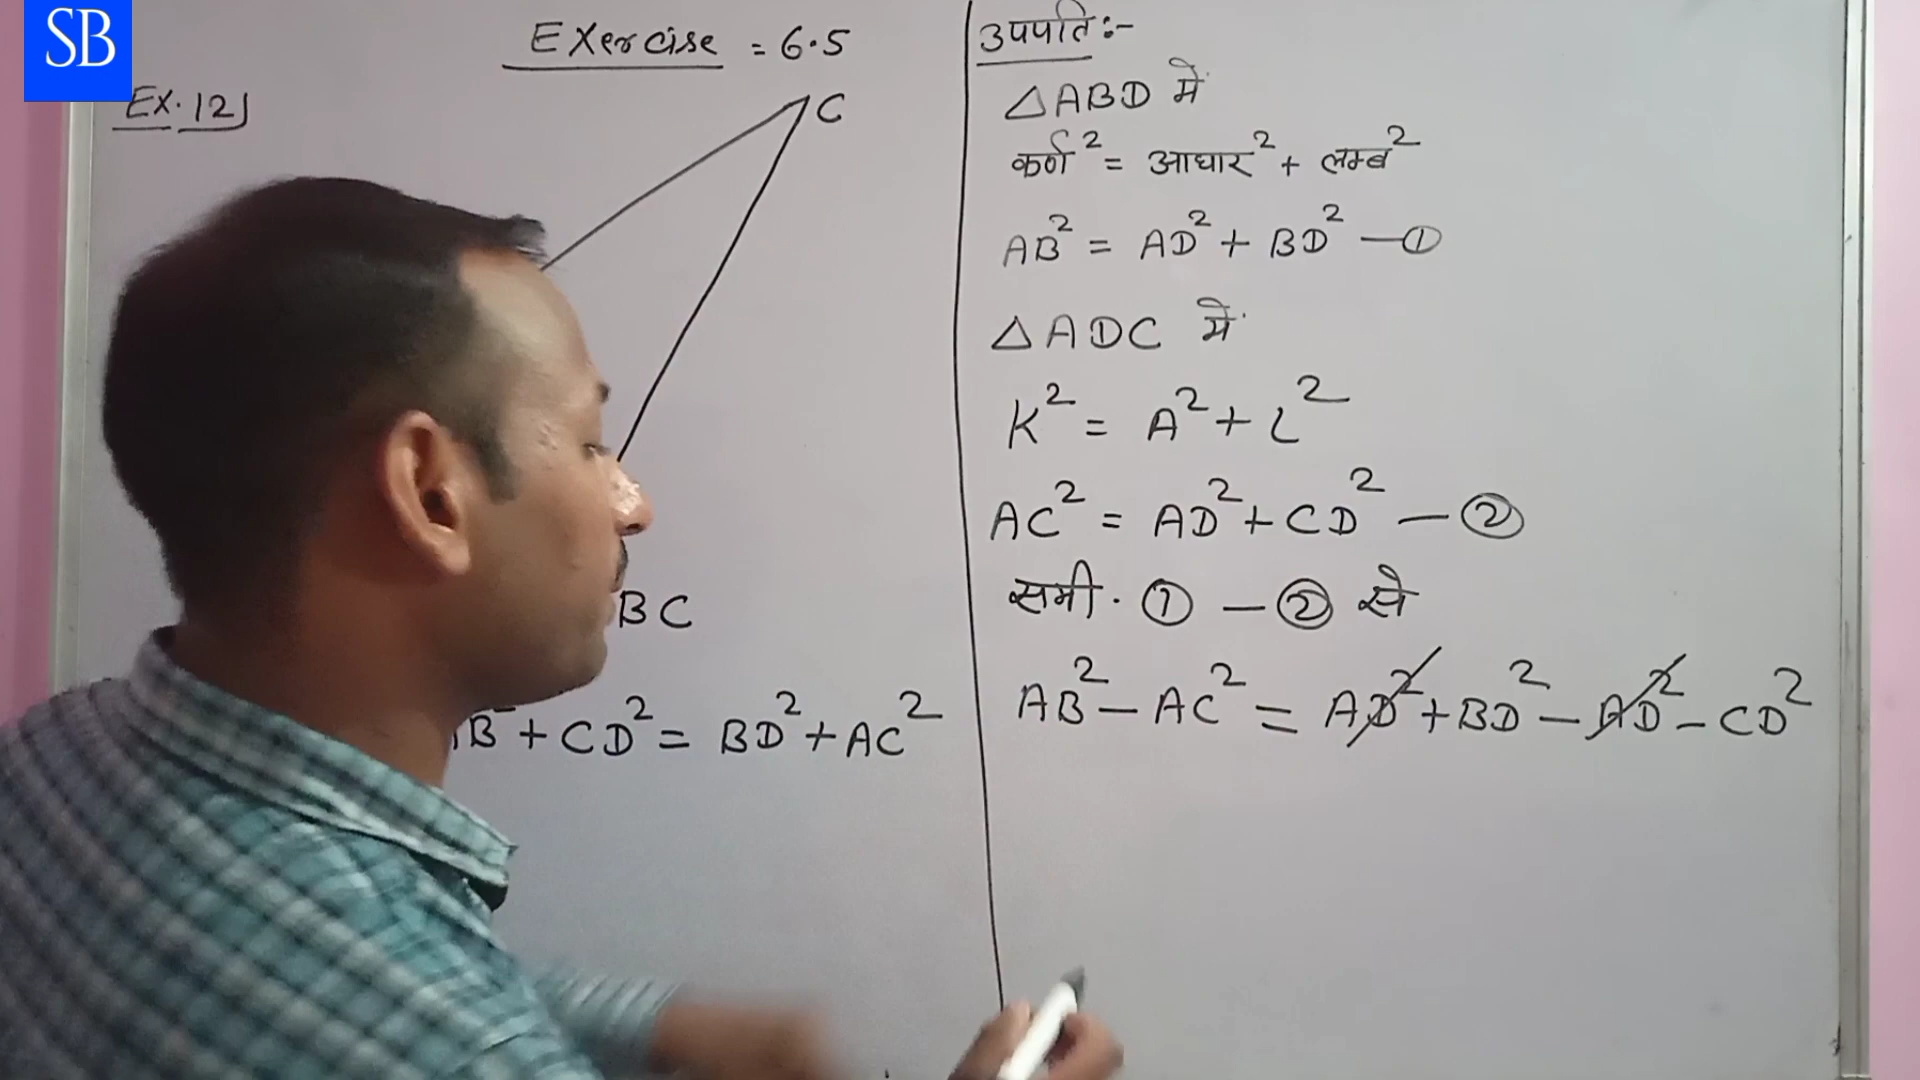 SB
Exercise = 6.5
Ex. 12
C
BC
B² + CD² = BD² + AC²
उपपति:-
△ABD में
कर्ण² = आधार² + लम्ब²
AB² = AD² + BD² — ①
△ADC में
K² = A² + L²
AC² = AD² + CD² — ②
समी. ① — ② से
AB² - AC² = AD² + BD² - AD² - CD²